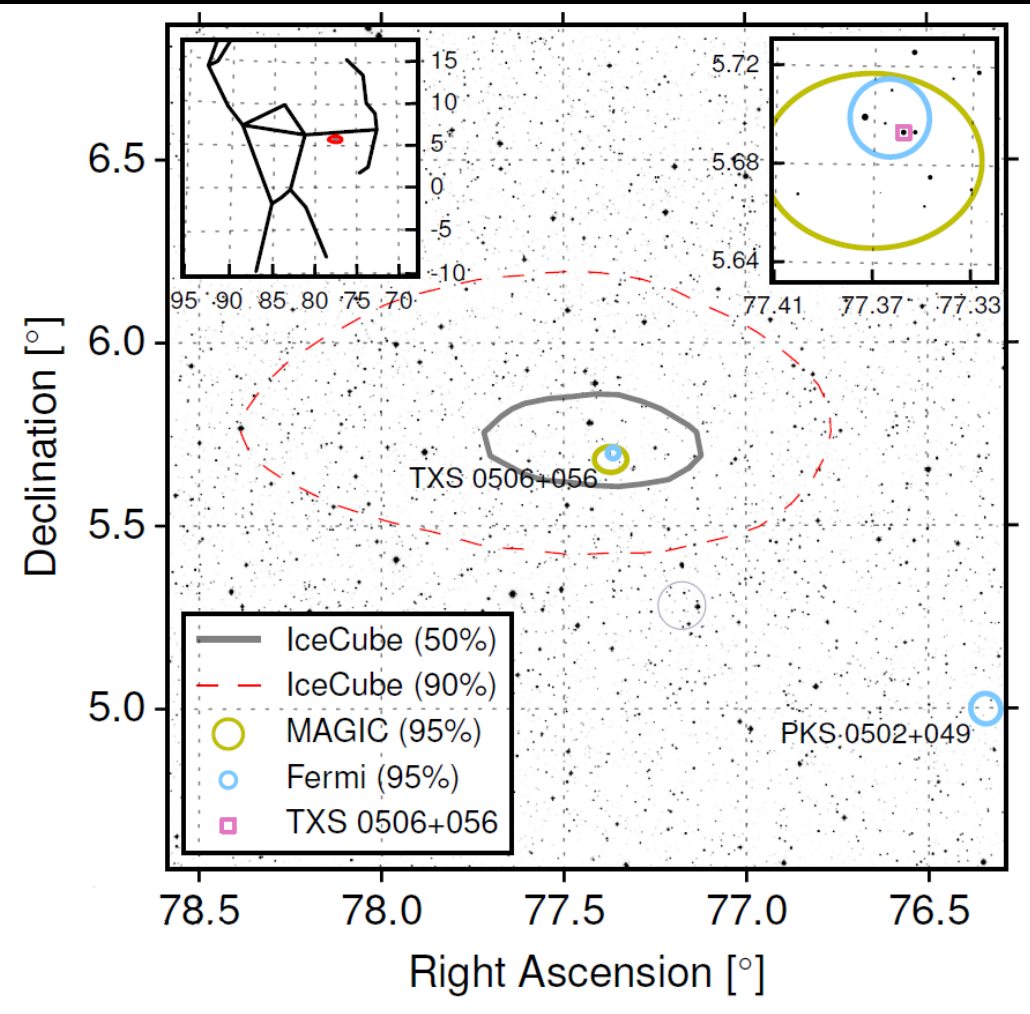 15
10
5
0
-5
-10
95 90 85 80 75 70
5.72
5.68
5.64
77.41 77.37 77.33
6.5
6.0
5.5
5.0
Declination [°]
TXS 0506+056
PKS 0502+049
IceCube (50%)
IceCube (90%)
MAGIC (95%)
Fermi (95%)
TXS 0506+056
78.5 78.0 77.5 77.0 76.5
Right Ascension [°]